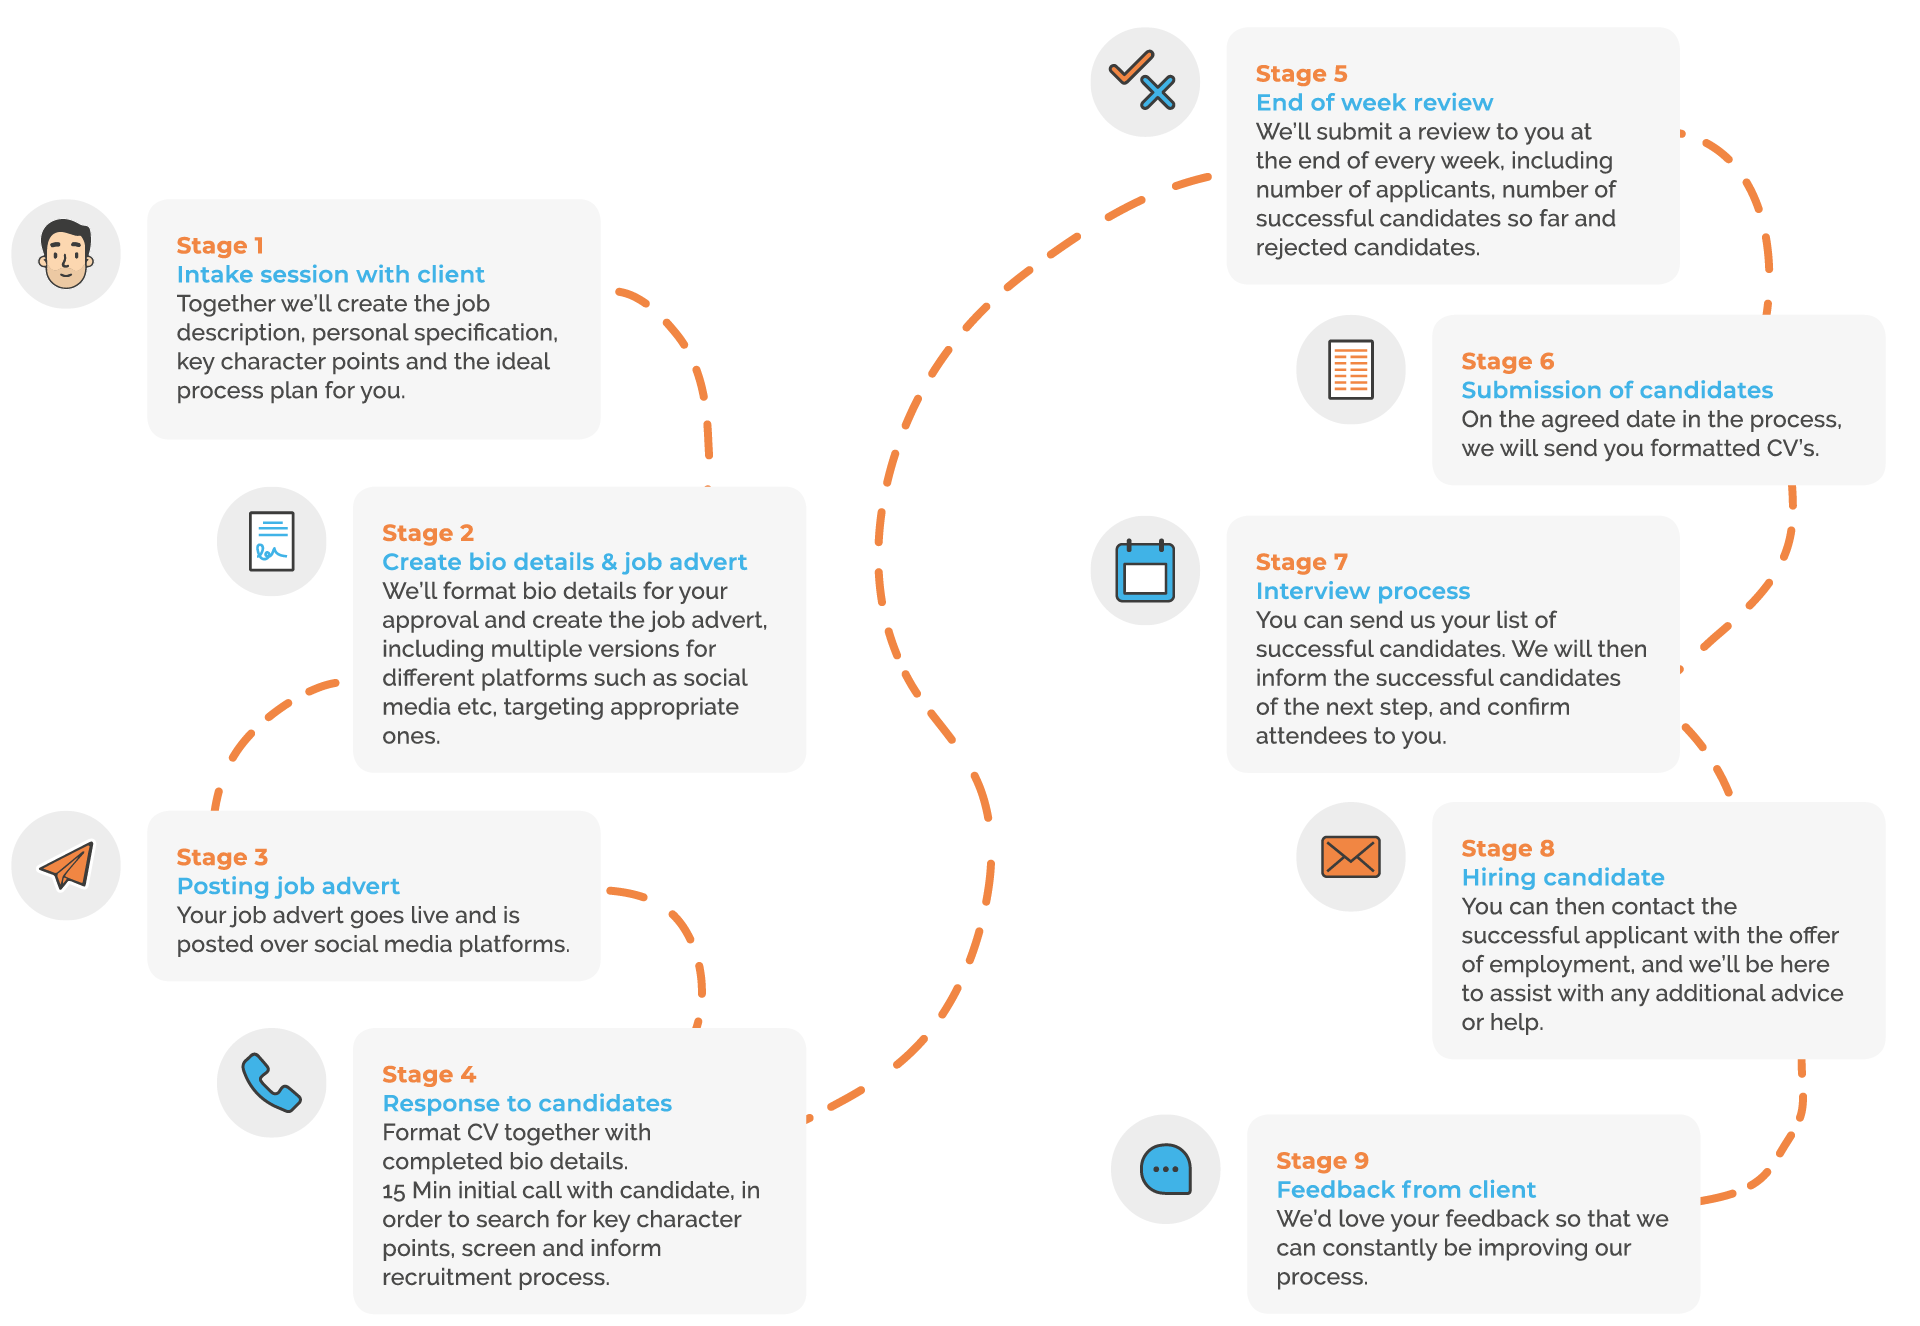 Stage 1
Intake session with client
Together we'll create the job
description, personal specification,
key character points and the ideal
process plan for you.
Stage 2
Create bio details & job advert
We'll format bio details for your
approval and create the job advert,
including multiple versions for
different platforms such as social
media etc, targeting appropriate
ones.
Stage 3
Posting job advert
Your job advert goes live and is
posted over social media platforms.
Stage 4
Response to candidates
Format CV together with
completed bio details.
15 Min initial call with candidate, in
order to search for key character
points, screen and inform
recruitment process.
Stage 5
End of week review
We'll submit a review to you at
the end of every week, including
number of applicants, number of
successful candidates so far and
rejected candidates.
Stage 6
Submission of candidates
On the agreed date in the process,
we will send you formatted CV's.
Stage 7
Interview process
You can send us your list of
successful candidates. We will then
inform the successful candidates
of the next step, and confirm
attendees to you.
Stage 8
Hiring candidate
You can then contact the
successful applicant with the offer
of employment, and we'll be here
to assist with any additional advice
or help.
Stage 9
Feedback from client
We'd love your feedback so that we
can constantly be improving our
process.